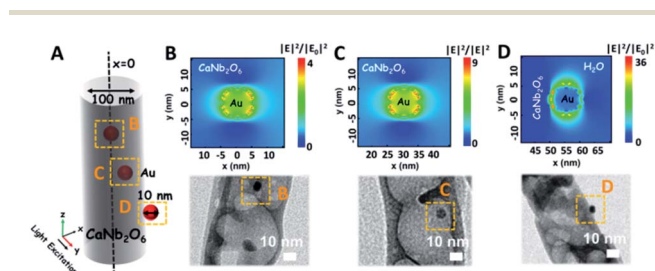 A
x=0
100 nm
B
C
Au
D
10 nm
CaNb₂O₆
z
x
y
Light Excitation
B
|E|²/|E₀|²
CaNb₂O₆
Au
4
0
y (nm)
10
5
0
-5
-10
10 5 0 5 10
x (nm)
B
10 nm
C
|E|²/|E|²
CaNb₂O₆
Au
9
0
y (nm)
10
5
0
-5
-10
20 25 30 35 40
x (nm)
C
10 nm
D
|E|²/|E₀|²
CaNb₂O₆
H₂O
Au
36
0
y (nm)
10
5
0
-5
-10
45 50 55 60 65
x (nm)
D
10 nm